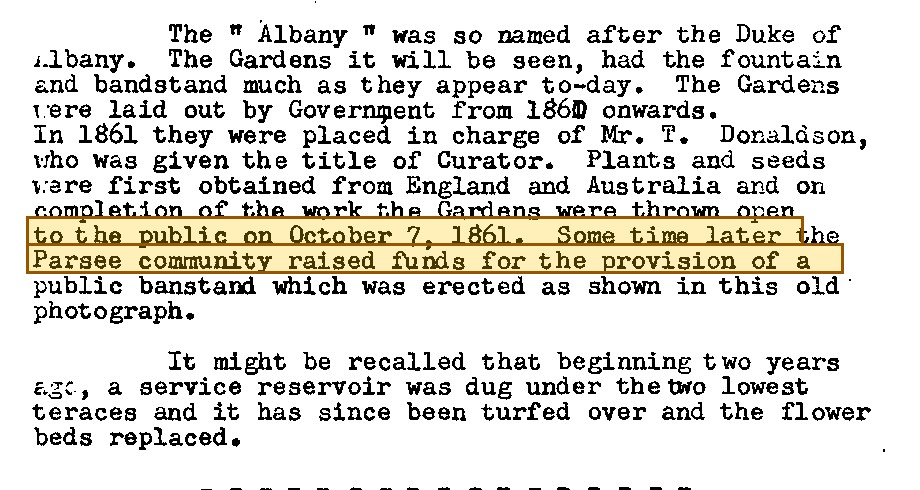 The " Albany " was so named after the Duke of
Albany. The Gardens it will be seen, had the fountain
and bandstand much as they appear to-day. The Gardens
were laid out by Government from 1860 onwards.
In 1861 they were placed in charge of Mr. T. Donaldson,
who was given the title of Curator. Plants and seeds
were first obtained from England and Australia and on
completion of the work the Gardens were thrown open
to the public on October 7, 1861. Some time later the
Parsee community raised funds for the provision of a
public banstand which was erected as shown in this old
photograph.
It might be recalled that beginning two years
ago, a service reservoir was dug under the two lowest
teraces and it has since been turfed over and the flower
beds replaced.